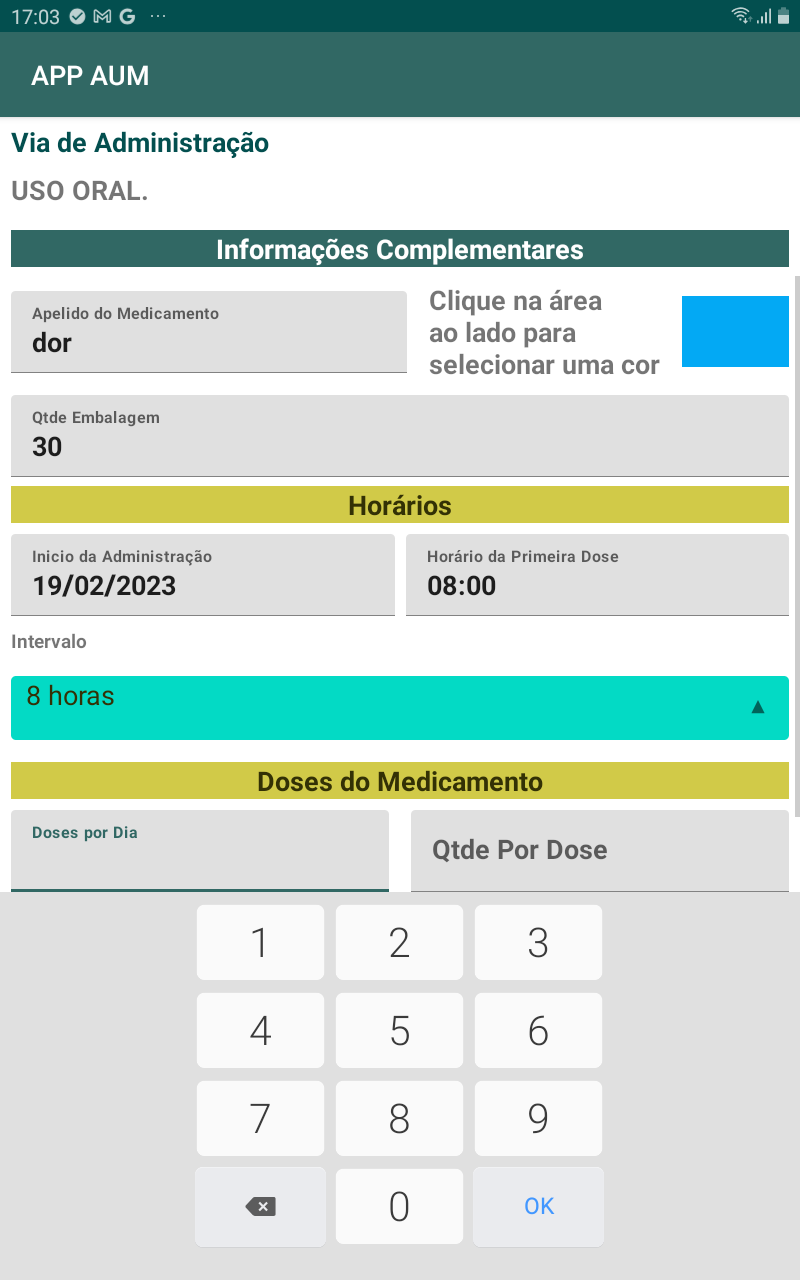 17:03
APP AUM
Via de Administração
USO ORAL.
Informações Complementares
Apelido do Medicamento
dor
Clique na área
ao lado para
selecionar uma cor
Qtde Embalagem
30
Horários
Inicio da Administração
19/02/2023
Horário da Primeira Dose
08:00
Intervalo
8 horas
Doses do Medicamento
Doses por Dia
Qtde Por Dose
1 2 3
4 5 6
7 8 9
0 OK